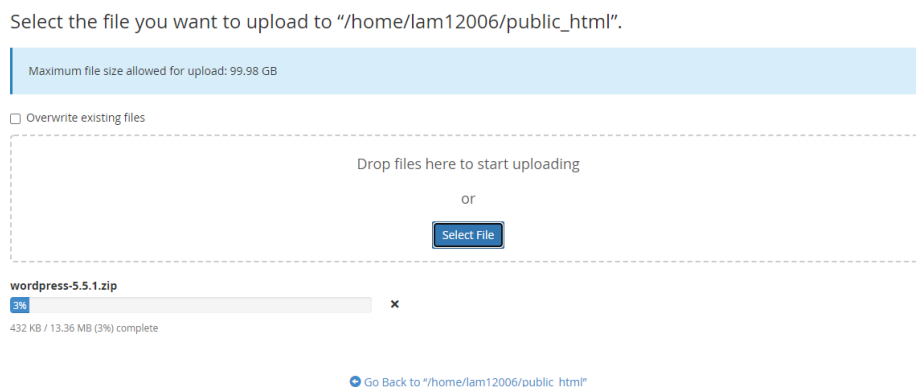 Select the file you want to upload to “/home/lam12006/public_html”.
Maximum file size allowed for upload: 99.98 GB
Overwrite existing files
Drop files here to start uploading
or
Select File
wordpress-5.5.1.zip
3%
432 KB / 13.36 MB (3%) complete
Go Back to “/home/lam12006/public_html”